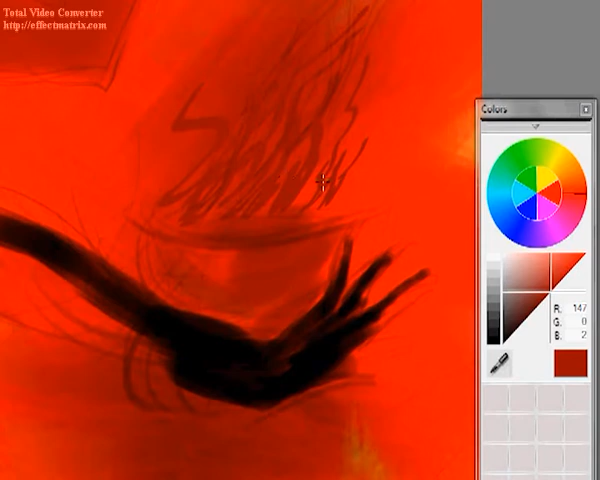 Total Video Converter
http://effectmatrix.com
Colors
R: 147
G: 0
B: 2